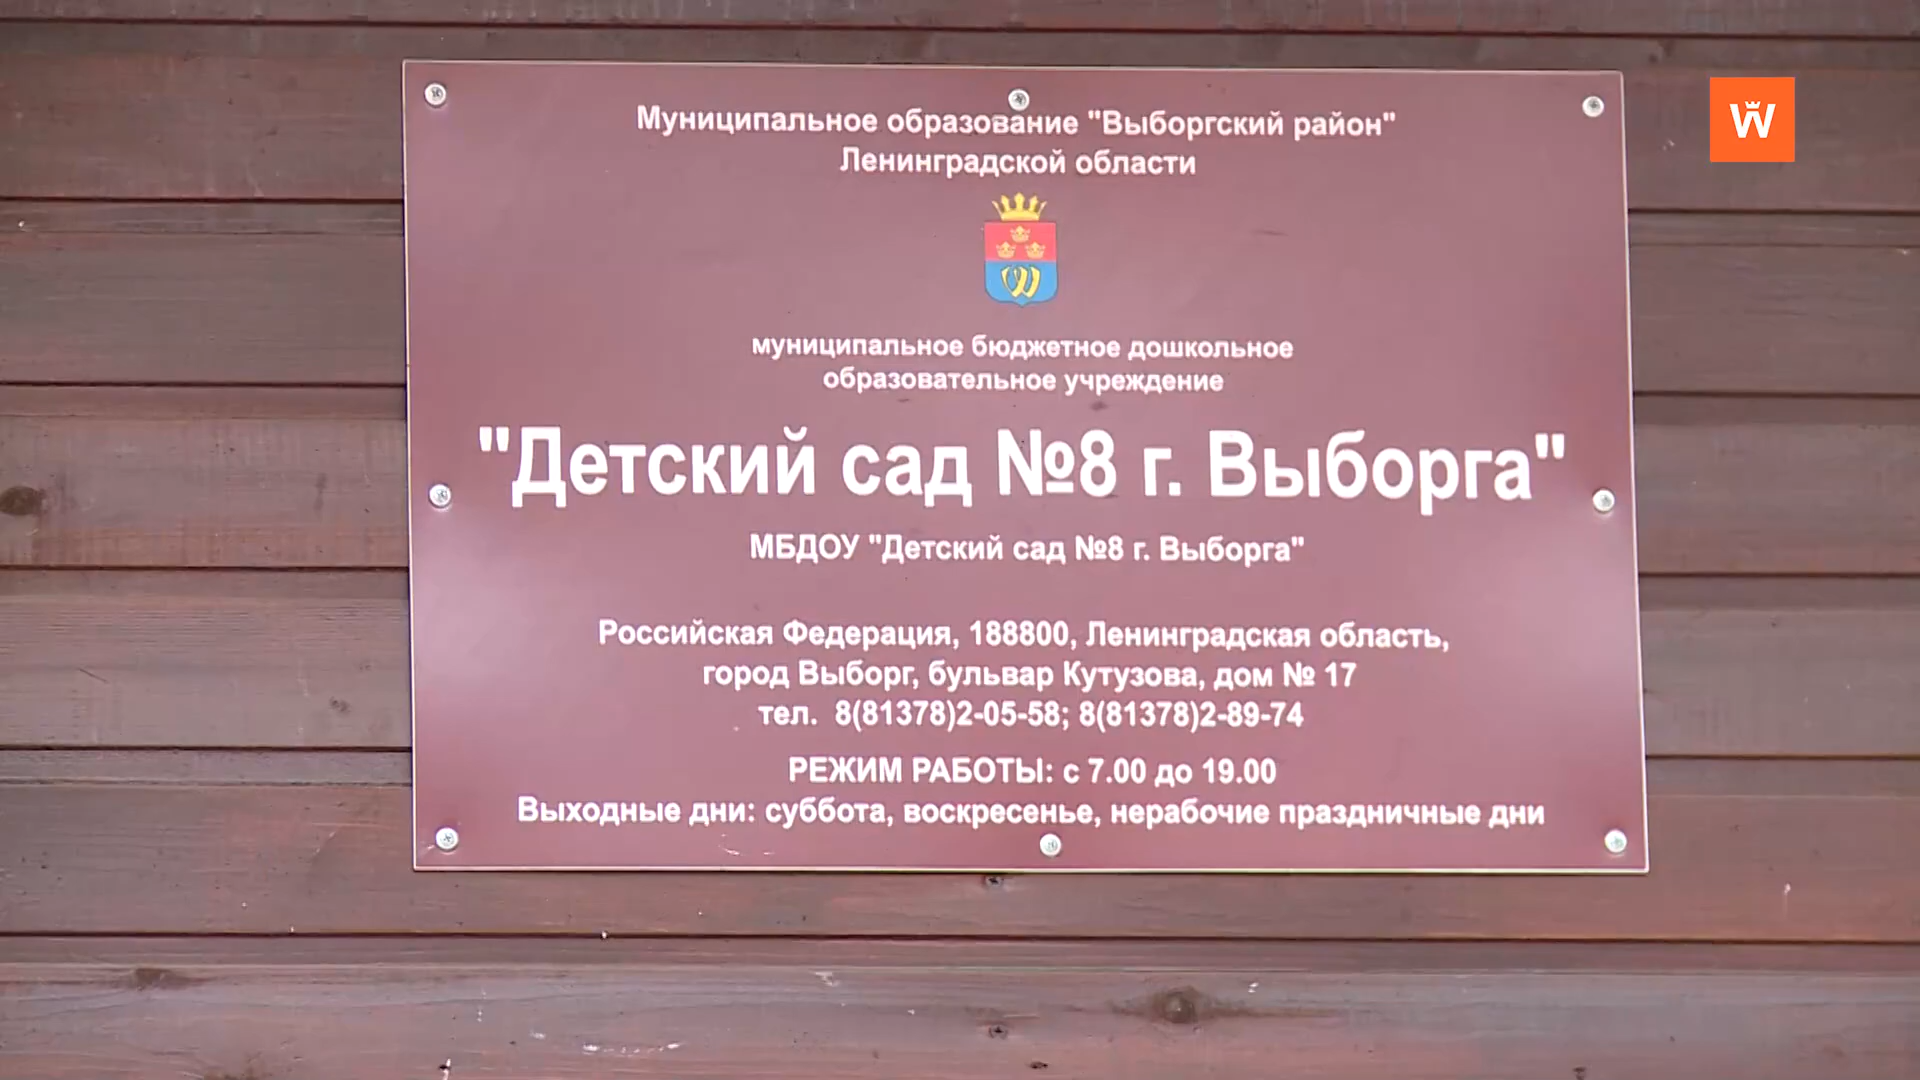 Муниципальное образование "Выборгский район"
Ленинградской области
муниципальное бюджетное дошкольное
образовательное учреждение
"Детский сад №8 г. Выборга"
МБДОУ "Детский сад №8 г. Выборга"
Российская Федерация, 188800, Ленинградская область,
город Выборг, бульвар Кутузова, дом № 17
тел. 8(81378)2-05-58; 8(81378)2-89-74
РЕЖИМ РАБОТЫ: с 7.00 до 19.00
Выходные дни: суббота, воскресенье, нерабочие праздничные дни
W